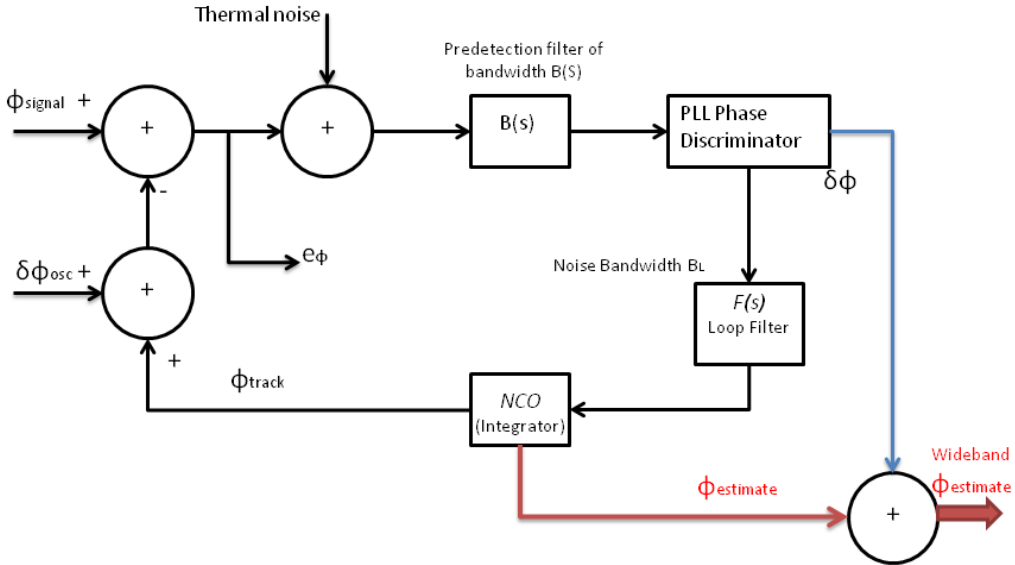 Thermal noise
Predetection filter of
bandwidth B(S)
ϕsignal +
+
+
B(s)
PLL Phase
Discriminator
δϕ
-
eϕ
δϕosc +
+
Noise Bandwidth BL
F(s)
Loop Filter
+
ϕtrack
NCO
(Integrator)
ϕestimate
Wideband
ϕestimate
+